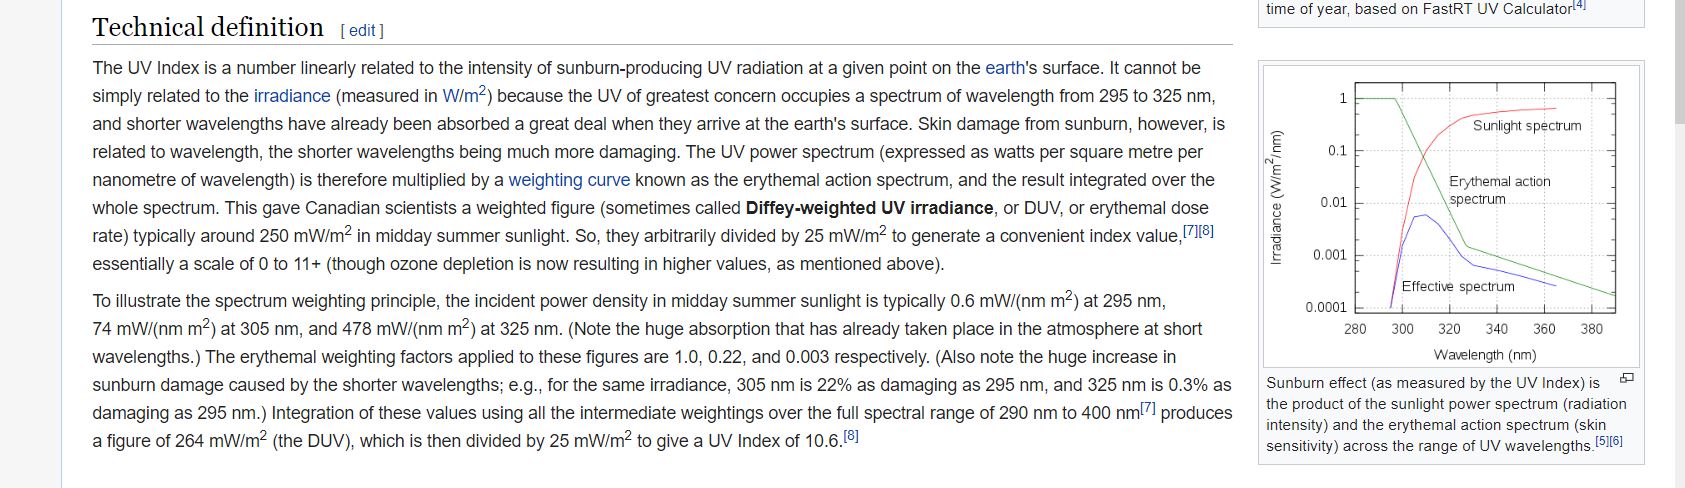 Technical definition [ edit ]
The UV Index is a number linearly related to the intensity of sunburn-producing UV radiation at a given point on the earth's surface. It cannot be
simply related to the irradiance (measured in W/m²) because the UV of greatest concern occupies a spectrum of wavelength from 295 to 325 nm,
and shorter wavelengths have already been absorbed a great deal when they arrive at the earth's surface. Skin damage from sunburn, however, is
related to wavelength, the shorter wavelengths being much more damaging. The UV power spectrum (expressed as watts per square metre per
nanometre of wavelength) is therefore multiplied by a weighting curve known as the erythemal action spectrum, and the result integrated over the
whole spectrum. This gave Canadian scientists a weighted figure (sometimes called Diffey-weighted UV irradiance, or DUV, or erythemal dose
rate) typically around 250 mW/m² in midday summer sunlight. So, they arbitrarily divided by 25 mW/m² to generate a convenient index value,[7][8]
essentially a scale of 0 to 11+ (though ozone depletion is now resulting in higher values, as mentioned above).
To illustrate the spectrum weighting principle, the incident power density in midday summer sunlight is typically 0.6 mW/(nm m²) at 295 nm,
74 mW/(nm m²) at 305 nm, and 478 mW/(nm m²) at 325 nm. (Note the huge absorption that has already taken place in the atmosphere at short
wavelengths.) The erythemal weighting factors applied to these figures are 1.0, 0.22, and 0.003 respectively. (Also note the huge increase in
sunburn damage caused by the shorter wavelengths; e.g., for the same irradiance, 305 nm is 22% as damaging as 295 nm, and 325 nm is 0.3% as
damaging as 295 nm.) Integration of these values using all the intermediate weightings over the full spectral range of 290 nm to 400 nm[7] produces
a figure of 264 mW/m² (the DUV), which is then divided by 25 mW/m² to give a UV Index of 10.6.[8]
time of year, based on FastRT UV Calculator[4]
1
0.1
0.01
0.001
0.0001
Irradiance (W/m²/nm)
Sunlight spectrum
Erythemal action
spectrum
Effective spectrum
280 300 320 340 360 380
Wavelength (nm)
Sunburn effect (as measured by the UV Index) is
the product of the sunlight power spectrum (radiation
intensity) and the erythemal action spectrum (skin
sensitivity) across the range of UV wavelengths.[5][6]